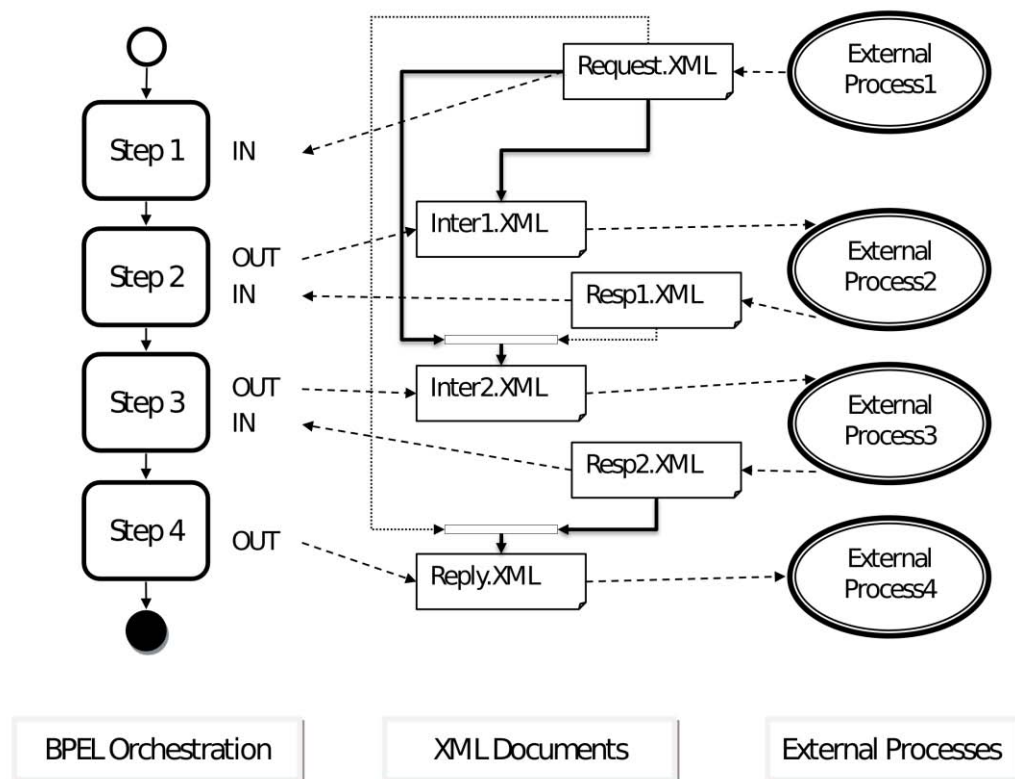 Request.XML
External
Process1
Step 1
IN
Inter1.XML
OUT
Step 2
IN
External
Process2
Resp1.XML
Inter2.XML
OUT
Step 3
IN
External
Process3
Resp2.XML
Step 4
OUT
Reply.XML
External
Process4
BPEL Orchestration
XML Documents
External Processes